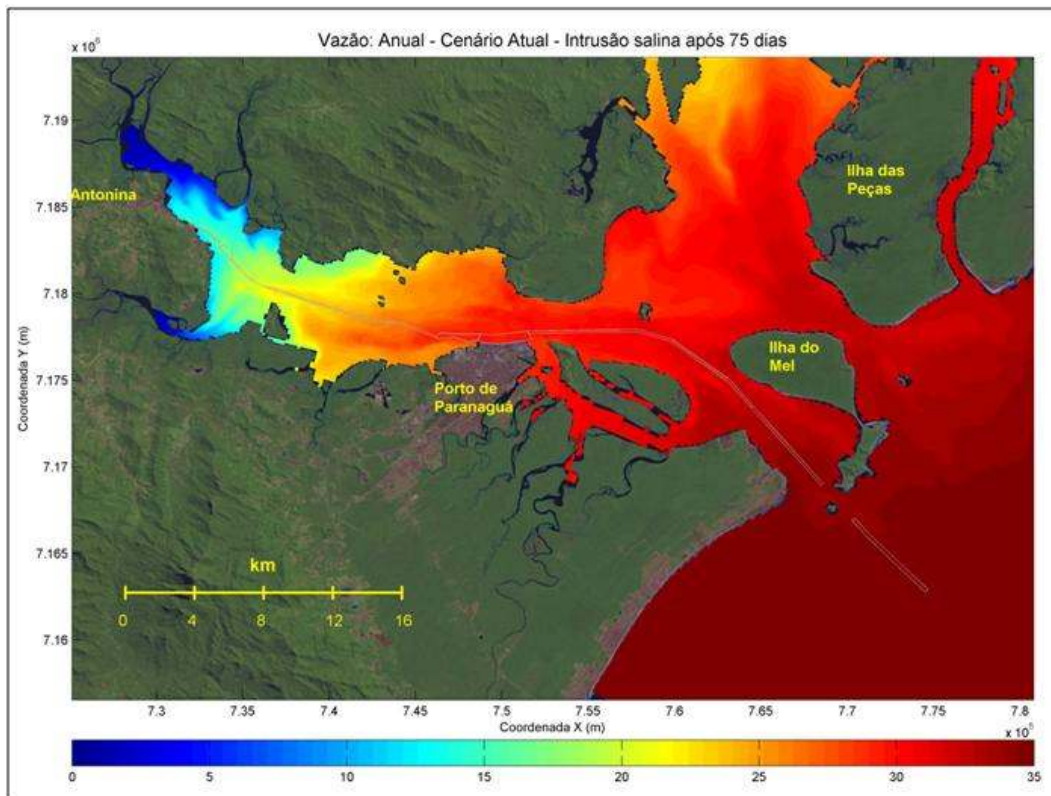 Vazão: Anual - Cenário Atual - Intrusão salina após 75 dias
x 10⁶
7.19
7.185
7.18
7.175
7.17
7.165
7.16
Coordenada Y (m)
Antonina
Ilha das
Peças
Ilha do
Mel
Porto de
Paranaguá
km
0 4 8 12 16
7.3 7.35 7.4 7.45 7.5 7.55 7.6 7.65 7.7 7.75 7.8
Coordenada X (m)
x 10⁵
0 5 10 15 20 25 30 35